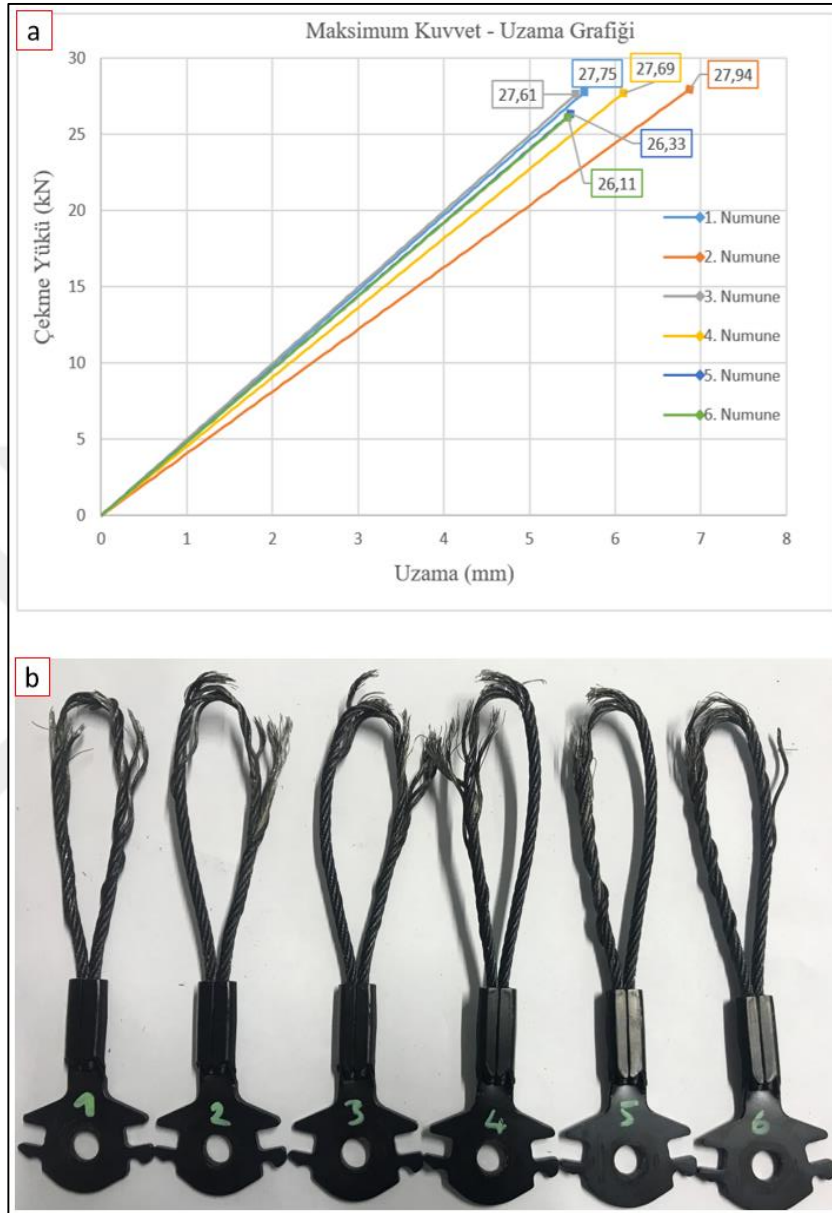 a
Maksimum Kuvvet - Uzama Grafiği
30
25
20
15
10
5
0
Çekme Yükü (kN)
27,61
27,75
27,69
27,94
26,33
26,11
1. Numune
2. Numune
3. Numune
4. Numune
5. Numune
6. Numune
0 1 2 3 4 5 6 7 8
Uzama (mm)
b
1 2 3 4 5 6